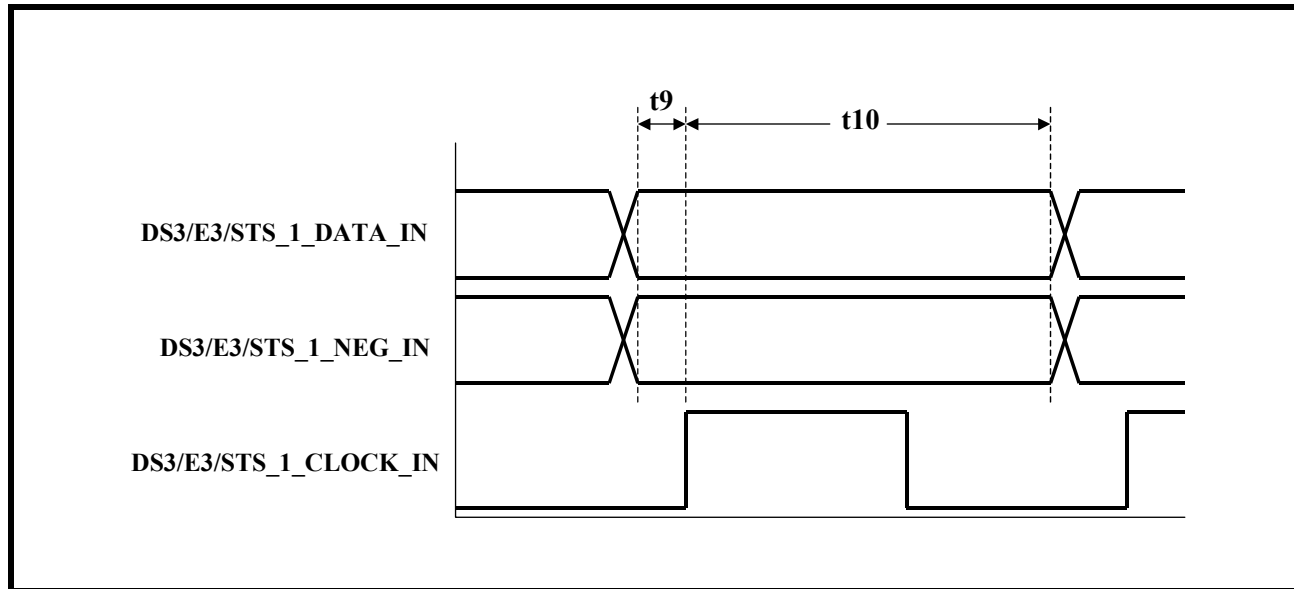 t9
t10
DS3/E3/STS_1_DATA_IN
DS3/E3/STS_1_NEG_IN
DS3/E3/STS_1_CLOCK_IN